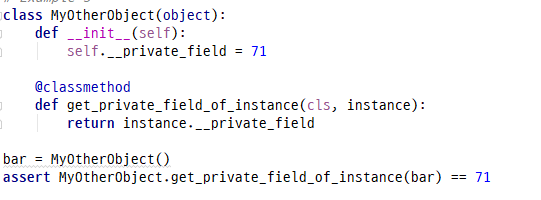 class MyOtherObject(object):
    def __init__(self):
        self.__private_field = 71

    @classmethod
    def get_private_field_of_instance(cls, instance):
        return instance.__private_field

bar = MyOtherObject()
assert MyOtherObject.get_private_field_of_instance(bar) == 71